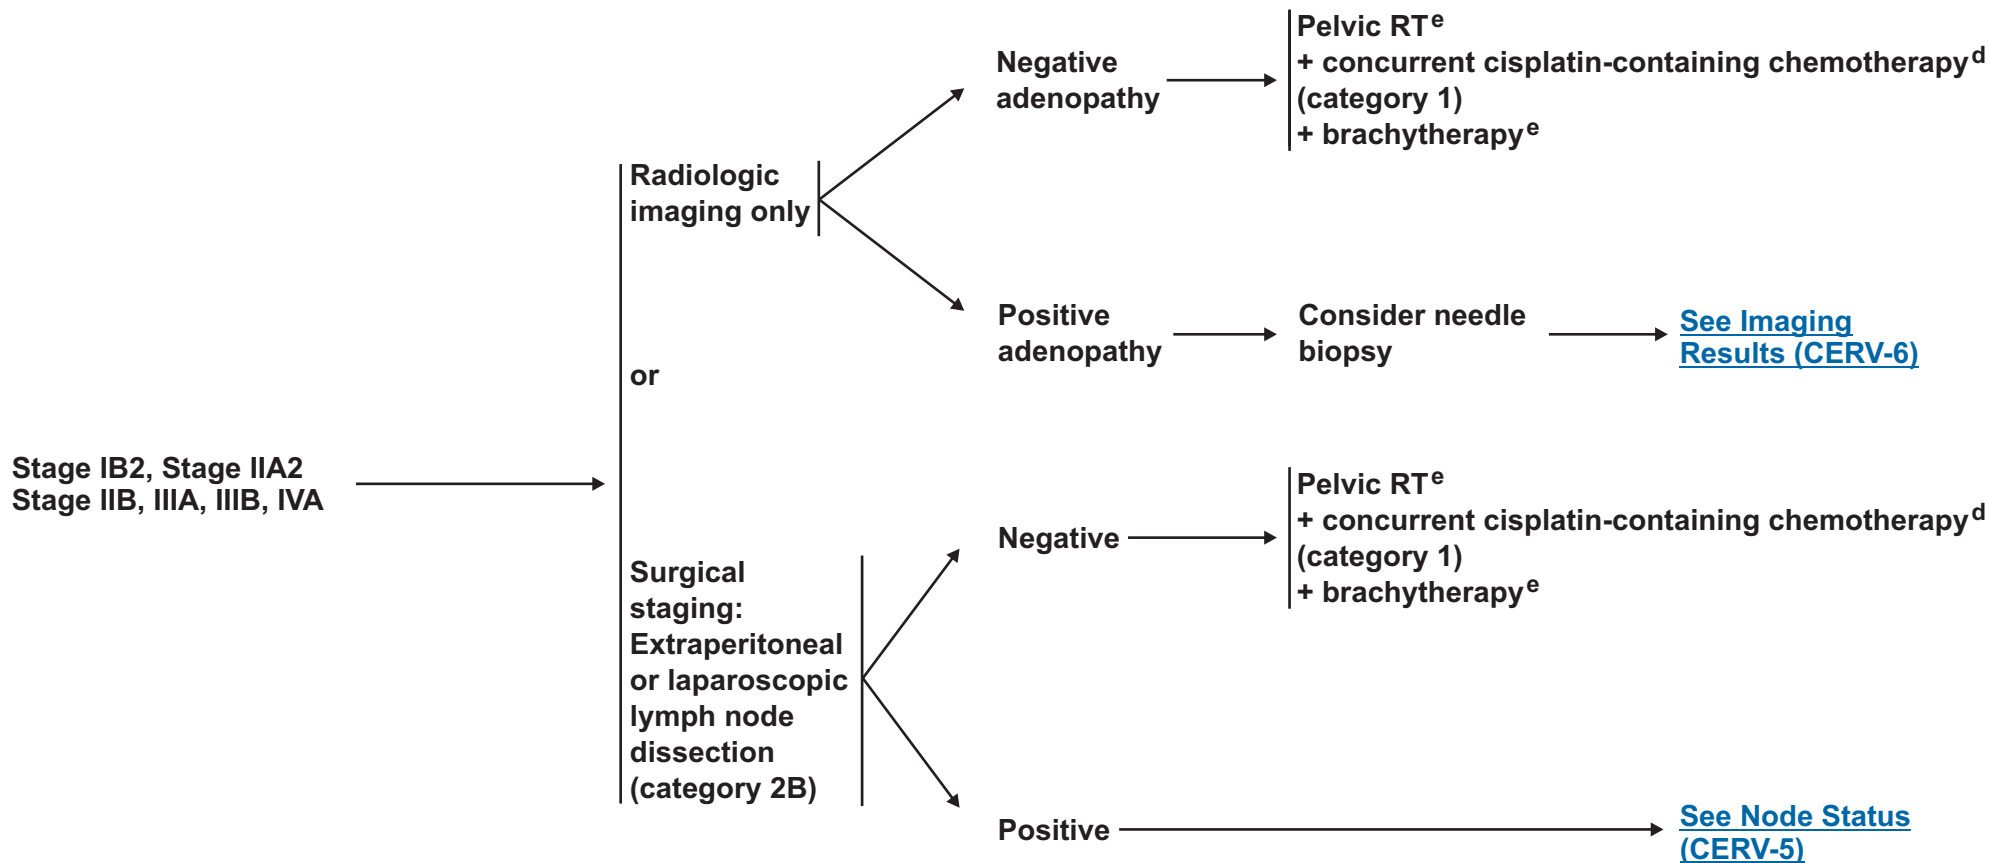 Stage IB2, Stage IIA2
Stage IIB, IIIA, IIIB, IVA
Radiologic
imaging only
or
Surgical
staging:
Extraperitoneal
or laparoscopic
lymph node
dissection
(category 2B)
Negative
adenopathy
Pelvic RTe
+ concurrent cisplatin-containing chemotherapyd
(category 1)
+ brachytherapye
Positive
adenopathy
Consider needle
biopsy
See Imaging
Results (CERV-6)
Negative
Pelvic RTe
+ concurrent cisplatin-containing chemotherapyd
(category 1)
+ brachytherapye
Positive
See Node Status
(CERV-5)